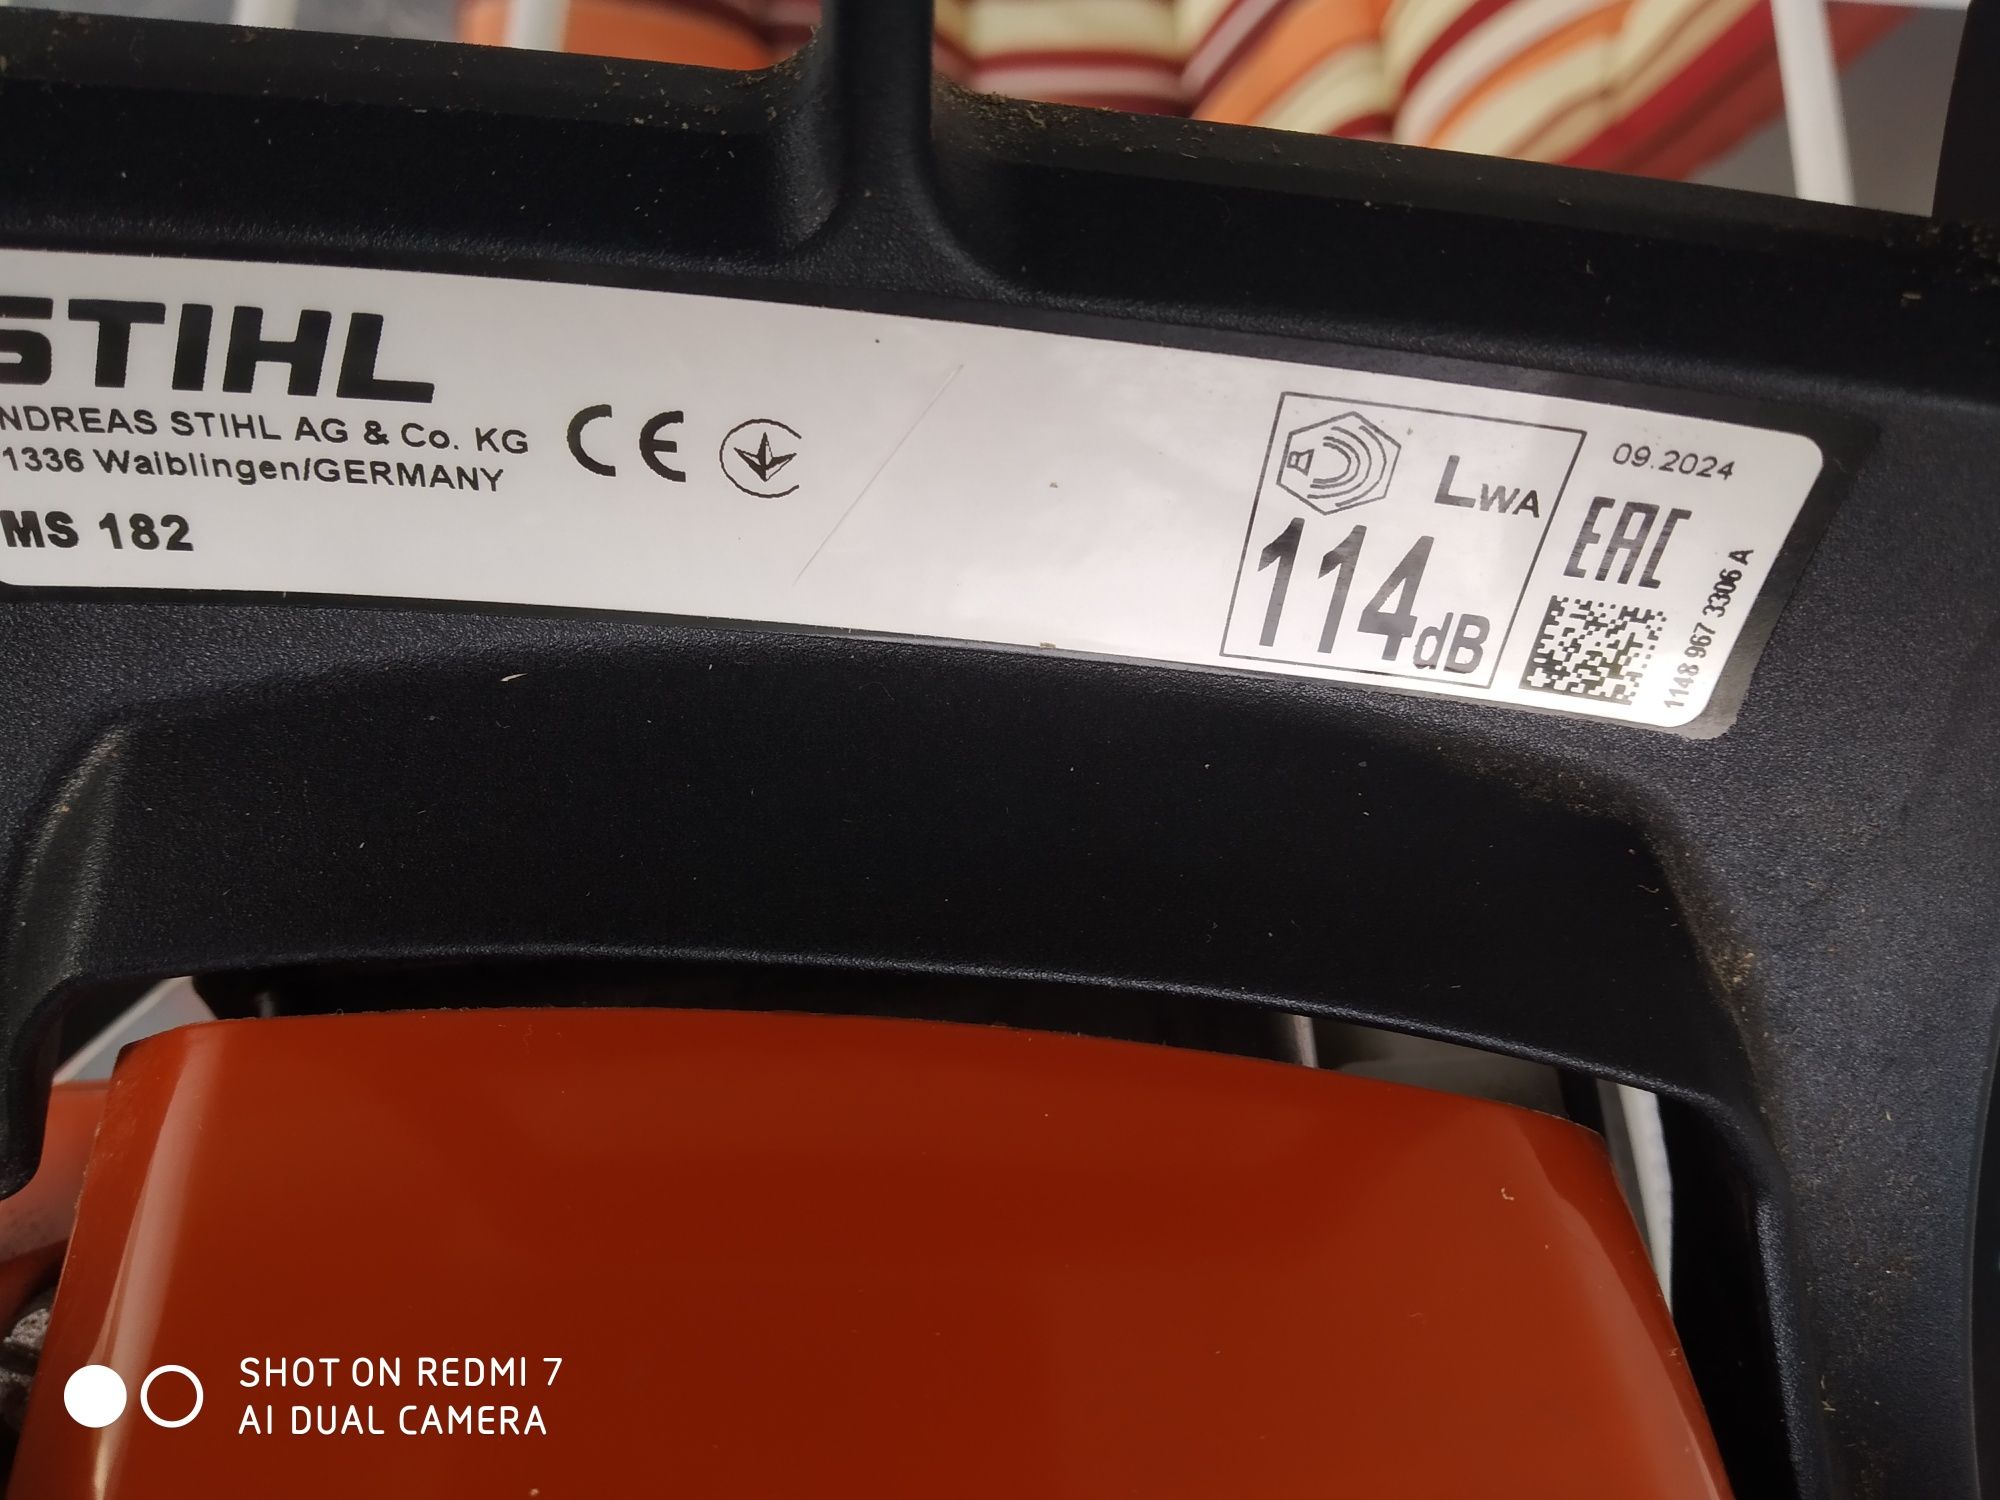 STIHL
NDREAS STIHL AG & Co. KG
1336 Waiblingen/GERMANY
MS 182
CE
LWA
114dB
09.2024
EAC
1148 967 3306 A
SHOT ON REDMI 7
AI DUAL CAMERA